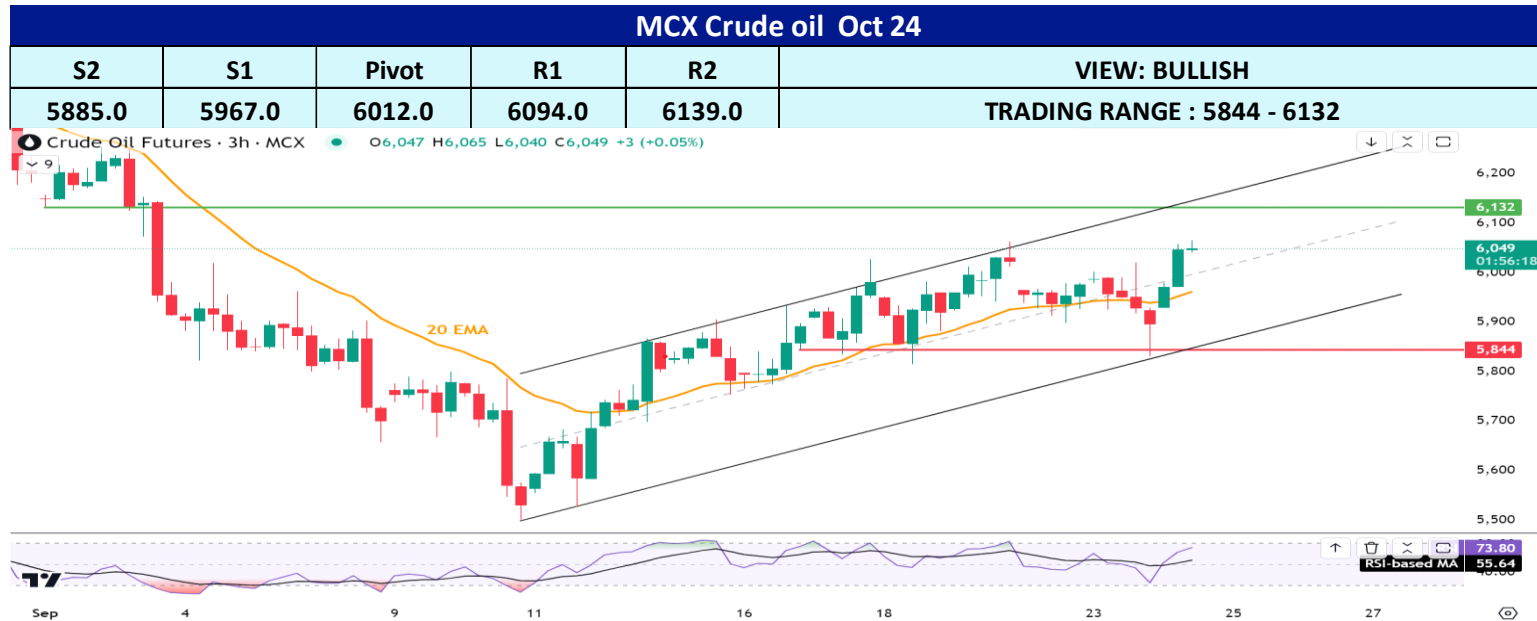 MCX Crude oil Oct 24
S2 S1 Pivot R1 R2 VIEW: BULLISH
5885.0 5967.0 6012.0 6094.0 6139.0 TRADING RANGE : 5844 - 6132
Crude Oil Futures · 3h · MCX O6,047 H6,065 L6,040 C6,049 +3 (+0.05%)
9
6,200
6,132
6,100
6,049
01:56:18
6,000
5,900
20 EMA
5,844
5,800
5,700
5,600
5,500
73.80
RSI-based MA 55.64
Sep 4 9 11 16 18 23 25 27